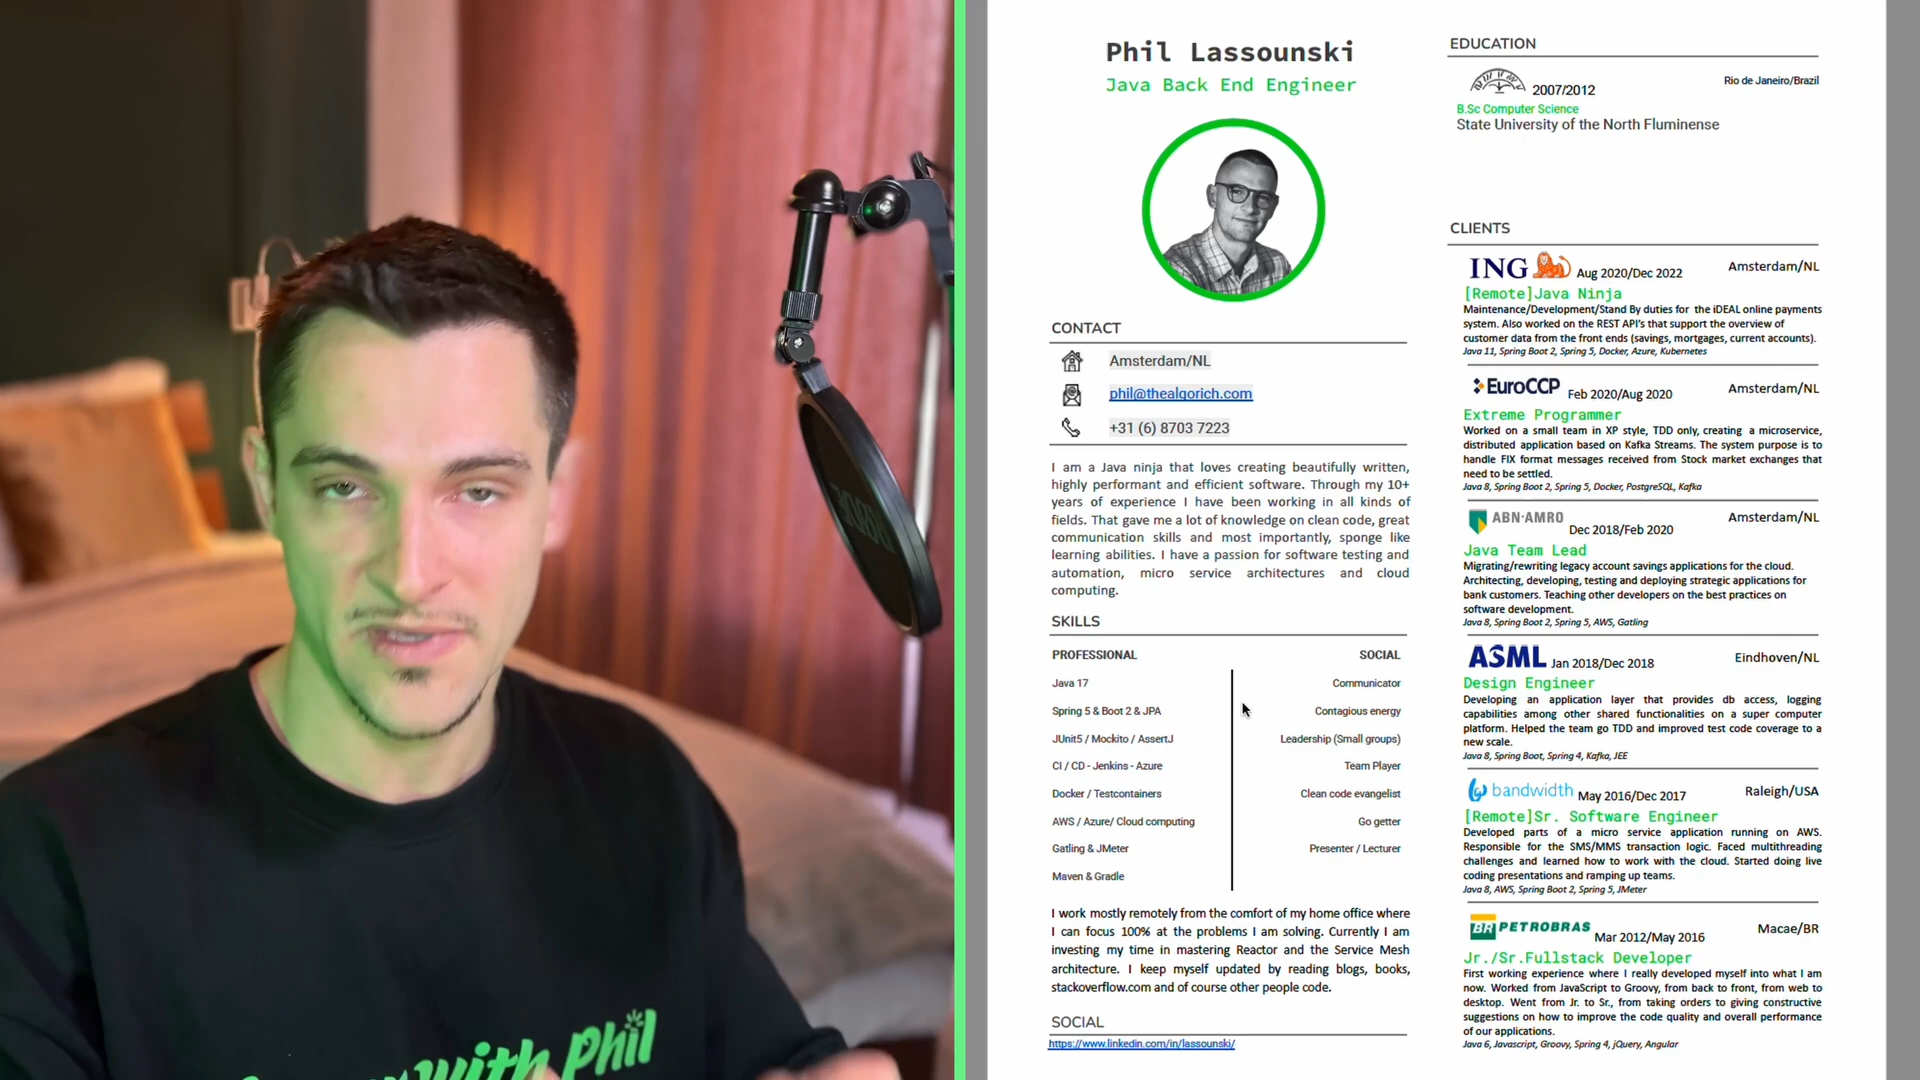 Phil Lassounski
Java Back End Engineer
CONTACT
Amsterdam/NL
phil@thealgorich.com
+31 (6) 8703 7223
I am a Java ninja that loves creating beautifully written,
highly performant and efficient software. Through my 10+
years of experience I have been working in all kinds of
fields. That gave me a lot of knowledge on clean code, great
communication skills and most importantly, sponge like
learning abilities. I have a passion for software testing and
automation, micro service architectures and cloud
computing.
SKILLS
PROFESSIONAL
Java 17
Spring 5 & Boot 2 & JPA
JUnit5 / Mockito / AssertJ
CI / CD - Jenkins - Azure
Docker / Testcontainers
AWS / Azure/ Cloud computing
Gatling & JMeter
Maven & Gradle
SOCIAL
Communicator
Contagious energy
Leadership (Small groups)
Team Player
Clean code evangelist
Go getter
Presenter / Lecturer
I work mostly remotely from the comfort of my home office where
I can focus 100% at the problems I am solving. Currently I am
investing my time in mastering Reactor and the Service Mesh
architecture. I keep myself updated by reading blogs, books,
stackoverflow.com and of course other people code.
SOCIAL
https://www.linkedin.com/in/lassounski/
EDUCATION
2007/2012 Rio de Janeiro/Brazil
B.Sc Computer Science
State University of the North Fluminense
CLIENTS
ING Aug 2020/Dec 2022 Amsterdam/NL
[Remote]Java Ninja
Maintenance/Development/Stand By duties for the iDEAL online payments
system. Also worked on the REST API's that support the overview of
customer data from the front ends (savings, mortgages, current accounts).
Java 11, Spring Boot 2, Spring 5, Docker, Azure, Kubernetes
EuroCCP Feb 2020/Aug 2020 Amsterdam/NL
Extreme Programmer
Worked on a small team in XP style, TDD only, creating a microservice,
distributed application based on Kafka Streams. The system purpose is to
handle FIX format messages received from Stock market exchanges that
need to be settled.
Java 8, Spring Boot 2, Spring 5, Docker, PostgreSQL, Kafka
ABN·AMRO Dec 2018/Feb 2020 Amsterdam/NL
Java Team Lead
Migrating/rewriting legacy account savings applications for the cloud.
Architecting, developing, testing and deploying strategic applications for
bank customers. Teaching other developers on the best practices on
software development.
Java 8, Spring Boot 2, Spring 5, AWS, Gatling
ASML Jan 2018/Dec 2018 Eindhoven/NL
Design Engineer
Developing an application layer that provides db access, logging
capabilities among other shared functionalities on a super computer
platform. Helped the team go TDD and improved test code coverage to a
new scale.
Java 8, Spring Boot, Spring 4, Kafka, JEE
bandwidth May 2016/Dec 2017 Raleigh/USA
[Remote]Sr. Software Engineer
Developed parts of a micro service application running on AWS.
Responsible for the SMS/MMS transaction logic. Faced multithreading
challenges and learned how to work with the cloud. Started doing live
coding presentations and ramping up teams.
Java 8, AWS, Spring Boot 2, Spring 5, JMeter
BR PETROBRAS Mar 2012/May 2016 Macae/BR
Jr./Sr.Fullstack Developer
First working experience where I really developed myself into what I am
now. Worked from JavaScript to Groovy, from back to front, from web to
desktop. Went from Jr. to Sr., from taking orders to giving constructive
suggestions on how to improve the code quality and overall performance
of our applications.
Java 6, Javascript, Groovy, Spring 4, jQuery, Angular
with Phil